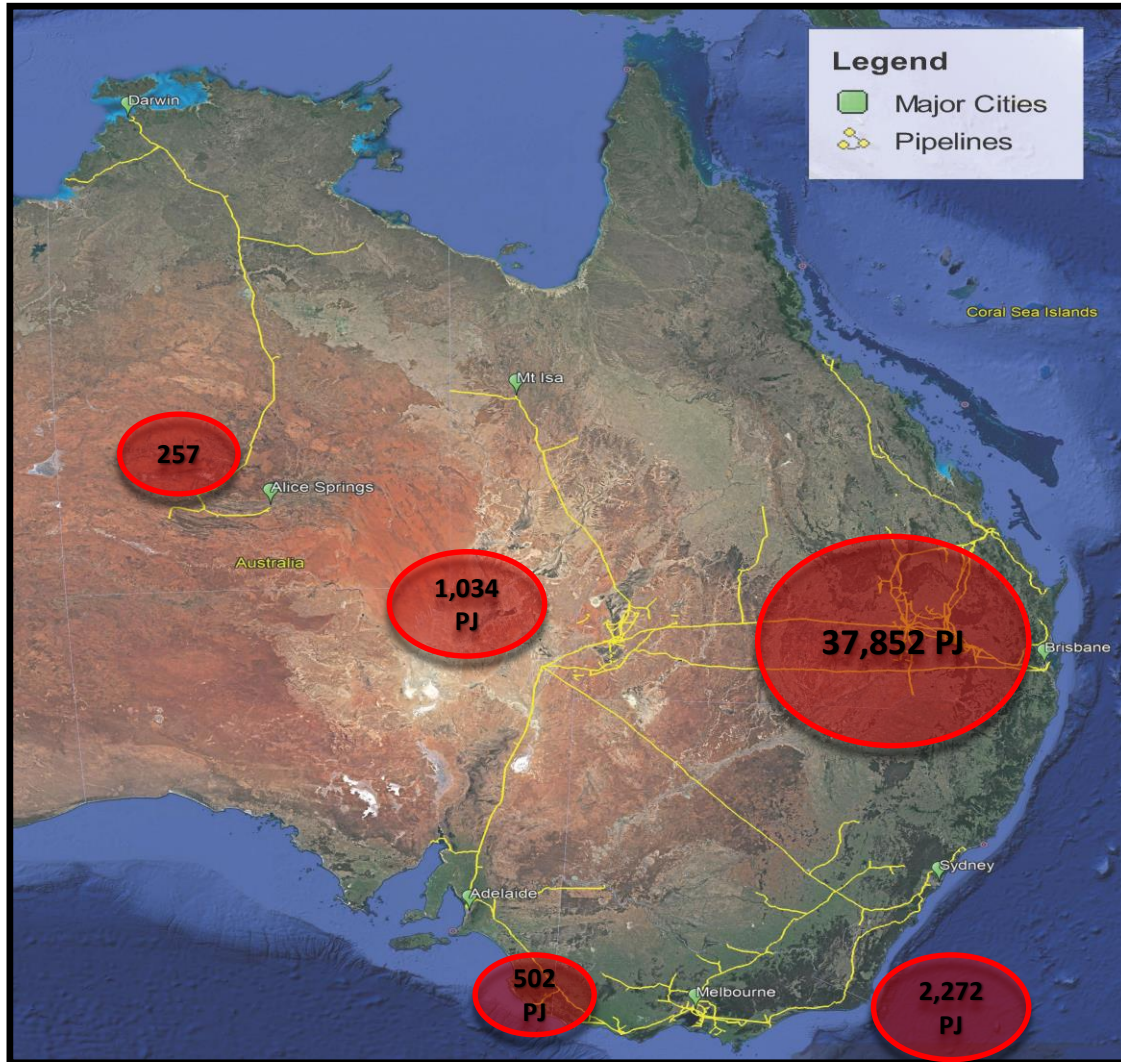 Legend
Major Cities
Pipelines
Darwin
Coral Sea Islands
Mt Isa
257
Alice Springs
Australia
1,034
PJ
37,852 PJ
Brisbane
Sydney
Adelaide
502
PJ
Melbourne
2,272
PJ